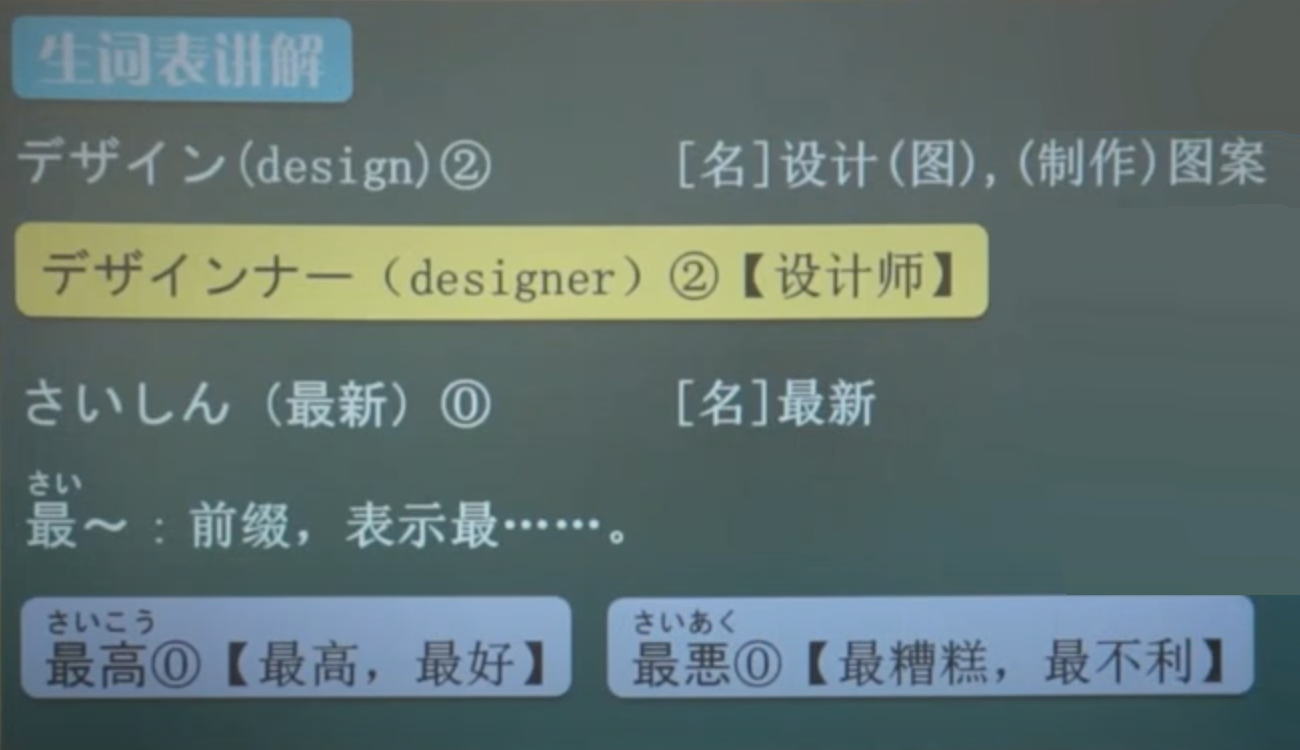 生词表讲解
デザイン(design)② [名]设计(图),(制作)图案
デザインナー（designer）②【设计师】
さいしん（最新）⓪ [名]最新
さい
最～：前缀，表示最……。
さいこう さいあく
最高⓪【最高，最好】 最悪⓪【最糟糕，最不利】